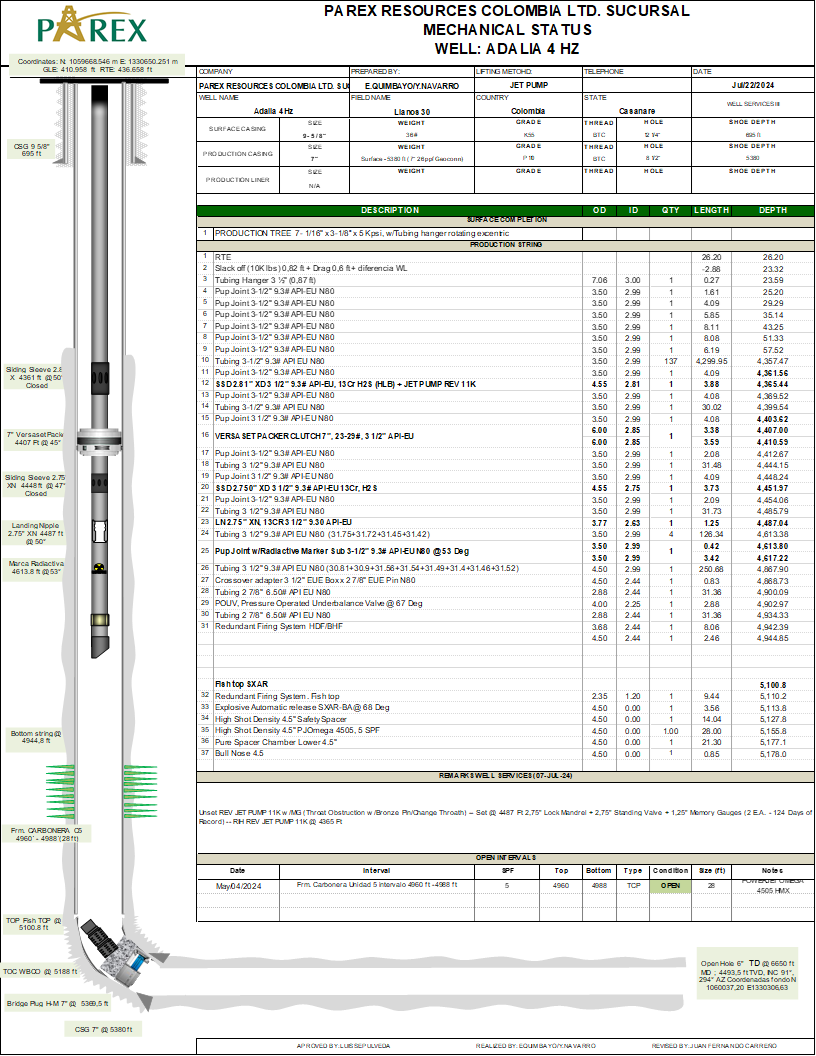 PAREX
PAREX RESOURCES COLOMBIA LTD. SUCURSAL
MECHANICAL STATUS
WELL: ADALIA 4 HZ
Coordinates: N: 1059668.546 m E: 1330650.251 m
GLE: 410.958 ft RTE: 436.658 ft
COMPANY PREPARED BY: LIFTING METOHD: TELEPHONE DATE
PAREX RESOURCES COLOMBIA LTD. SUC E.QUIMBAYO/Y.NAVARRO JET PUMP Jul/22/2024
WELL NAME FIELD NAME COUNTRY STATE WELL SERVICES III
Adalia 4 Hz Llanos 30 Colombia Casanare
SURFACE CASING SIZE WEIGHT GRADE THREAD HOLE SHOE DEPTH
9-5/8" 36# K55 BTC 12 1/4" 695 ft
PRODUCTION CASING SIZE WEIGHT GRADE THREAD HOLE SHOE DEPTH
7" Surface - 5380 ft (7" 26 ppf Geoconn) P110 BTC 8 1/2" 5.380
PRODUCTION LINER SIZE WEIGHT GRADE THREAD HOLE SHOE DEPTH
N/A
DESCRIPTION OD ID QTY LENGTH DEPTH
SURFACE COMPLETION
1 PRODUCTION TREE 7- 1/16" x 3-1/8" x 5 Kpsi, w/Tubing hanger rotating excentric
PRODUCTION STRING
1 RTE 26.20 26.20
2 Slack off (10K lbs) 0,82 ft + Drag 0,6 ft + diferencia WL -2.88 23.32
3 Tubing Hanger 3 ½" (0,87 ft) 7.06 3.00 1 0.27 23.59
4 Pup Joint 3-1/2" 9.3# API-EU N80 3.50 2.99 1 1.61 25.20
5 Pup Joint 3-1/2" 9.3# API-EU N80 3.50 2.99 1 4.09 29.29
6 Pup Joint 3-1/2" 9.3# API-EU N80 3.50 2.99 1 5.85 35.14
7 Pup Joint 3-1/2" 9.3# API-EU N80 3.50 2.99 1 8.11 43.25
8 Pup Joint 3-1/2" 9.3# API-EU N80 3.50 2.99 1 8.08 51.33
9 Pup Joint 3-1/2" 9.3# API-EU N80 3.50 2.99 1 6.19 57.52
10 Tubing 3-1/2" 9.3# API EU N80 3.50 2.99 137 4,299.95 4,357.47
11 Pup Joint 3-1/2" 9.3# API-EU N80 3.50 2.99 1 4.09 4,361.56
12 SSD 2.81" XD 3 1/2" 9.3# API-EU, 13Cr H2S (HLB) + JET PUMP REV 11K 4.55 2.81 1 3.88 4,365.44
13 Pup Joint 3-1/2" 9.3# API-EU N80 3.50 2.99 1 4.08 4,369.52
14 Tubing 3-1/2" 9.3# API EU N80 3.50 2.99 1 30.02 4,399.54
15 Pup Joint 3 1/2" 9.3# API-EU N80 3.50 2.99 1 4.08 4,403.62
16 VERSA SET PACKER CLUTCH 7", 23-29#, 3 1/2" API-EU 6.00 2.85 1 3.38 4,407.00
6.00 2.85 3.59 4,410.59
17 Pup Joint 3-1/2" 9.3# API-EU N80 3.50 2.99 1 2.08 4,412.67
18 Tubing 3 1/2" 9.3# API EU N80 3.50 2.99 1 31.48 4,444.15
19 Pup Joint 3 1/2" 9.3# API-EU N80 3.50 2.99 1 4.09 4,448.24
20 SSD 2.750" XD 3 1/2" 9.3# API-EU 13Cr, H2S 4.55 2.75 1 3.73 4,451.97
21 Pup Joint 3-1/2" 9.3# API-EU N80 3.50 2.99 1 2.09 4,454.06
22 Tubing 3 1/2" 9.3# API EU N80 3.50 2.99 1 31.73 4,485.79
23 LN 2.75" XN, 13CR 3 1/2" 9.30 API-EU 3.77 2.63 1 1.25 4,487.04
24 Tubing 3 1/2" 9.3# API EU N80 (31.75+31.72+31.45+31.42) 3.50 2.99 4 126.34 4,613.38
25 Pup Joint w/Radiactive Marker Sub 3-1/2" 9.3# API-EU N80 @ 53 Deg 3.50 2.99 1 0.42 4,613.80
3.50 2.99 1 3.42 4,617.22
26 Tubing 3 1/2" 9.3# API EU N80 (30.81+30.9+31.56+31.54+31.49+31.4+31.46+31.52) 4.50 2.99 1 250.68 4,867.90
27 Crossover adapter 3 1/2" EUE Box x 2 7/8" EUE Pin N80 4.50 2.44 1 0.83 4,868.73
28 Tubing 2 7/8" 6.50# API EU N80 2.88 2.44 1 31.36 4,900.09
29 POUV, Pressure Operated Underbalance Valve @ 67 Deg 4.00 2.25 1 2.88 4,902.97
30 Tubing 2 7/8" 6.50# API EU N80 2.88 2.44 1 31.36 4,934.33
31 Redundant Firing System HDF/BHF 3.68 2.44 1 8.06 4,942.39
4.50 2.44 1 2.46 4,944.85
Fish top SXAR 5,100.8
32 Redundant Firing System. Fish top 2.35 1.20 1 9.44 5,110.2
33 Explosive Automatic release SXAR-BA @ 68 Deg 4.50 0.00 1 3.56 5,113.8
34 High Shot Density 4.5" Safety Spacer 4.50 0.00 1 14.04 5,127.8
35 High Shot Density 4.5" PJOmega 4505, 5 SPF 4.50 0.00 1.00 28.00 5,155.8
36 Pure Spacer Chamber Lower 4.5" 4.50 0.00 1 21.30 5,177.1
37 Bull Nose 4.5 4.50 0.00 1 0.85 5,178.0
REMARKS WELL SERVICES (07-JUL-24)
Unset REV JET PUMP 11K w/MG (Throat Obstruction w/Bronze Pin/Change Throath) -- Set @ 4487 Ft 2,75" Lock Mandrel + 2,75" Standing Valve + 1,25" Memory Gauges (2 E.A. - 124 Days of
Record) -- RIH REV JET PUMP 11K @ 4365 Ft
OPEN INTERVALS
Date Interval SPF Top Bottom Type Condition Size (ft) Notes
May/04/2024 Frm. Carbonera Unidad 5 Intervalo 4960 ft -4988 ft 5 4960 4988 TCP OPEN 28 POWERJET OMEGA
4505 HMX
CSG 9 5/8"
695 ft
Sliding Sleeve 2.8
X 4361 ft @50°
Closed
7" Versaset Packe
4407 Ft @ 45°
Sliding Sleeve 2.75
XN 4448 ft @47°
Closed
Landing Nipple
2.75" XN 4487 ft
@ 50°
Marca Radiactiva
4613.8 ft @53°
Bottom string @
4944,8 ft
Frm. CARBONERA C5
4960' - 4988' (28 ft)
TOP Fish TCP @
5100.8 ft
TOC WBCO @ 5188 ft
Bridge Plug H-M 7" @ 5369,5 ft
CSG 7" @ 5380 ft
Open Hole 6" TD @ 6650 ft
MD ; 4493,5 ft TVD, INC 91°,
294° AZ Coordenadas fondo N
1060037,20 E1330306,63
APROVED BY: LUIS SEPULVEDA REALIZED BY: EQUIMBAYO/Y.NAVARRO REVISED BY: JUAN FERNANDO CARREÑO